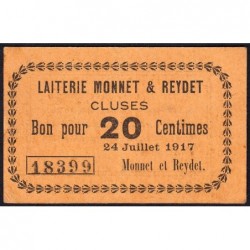 LAITERIE MONNET & REYDET
CLUSES
Bon pour 20 Centimes
24 Juillet 1917
18399 Monnet et Reydet.